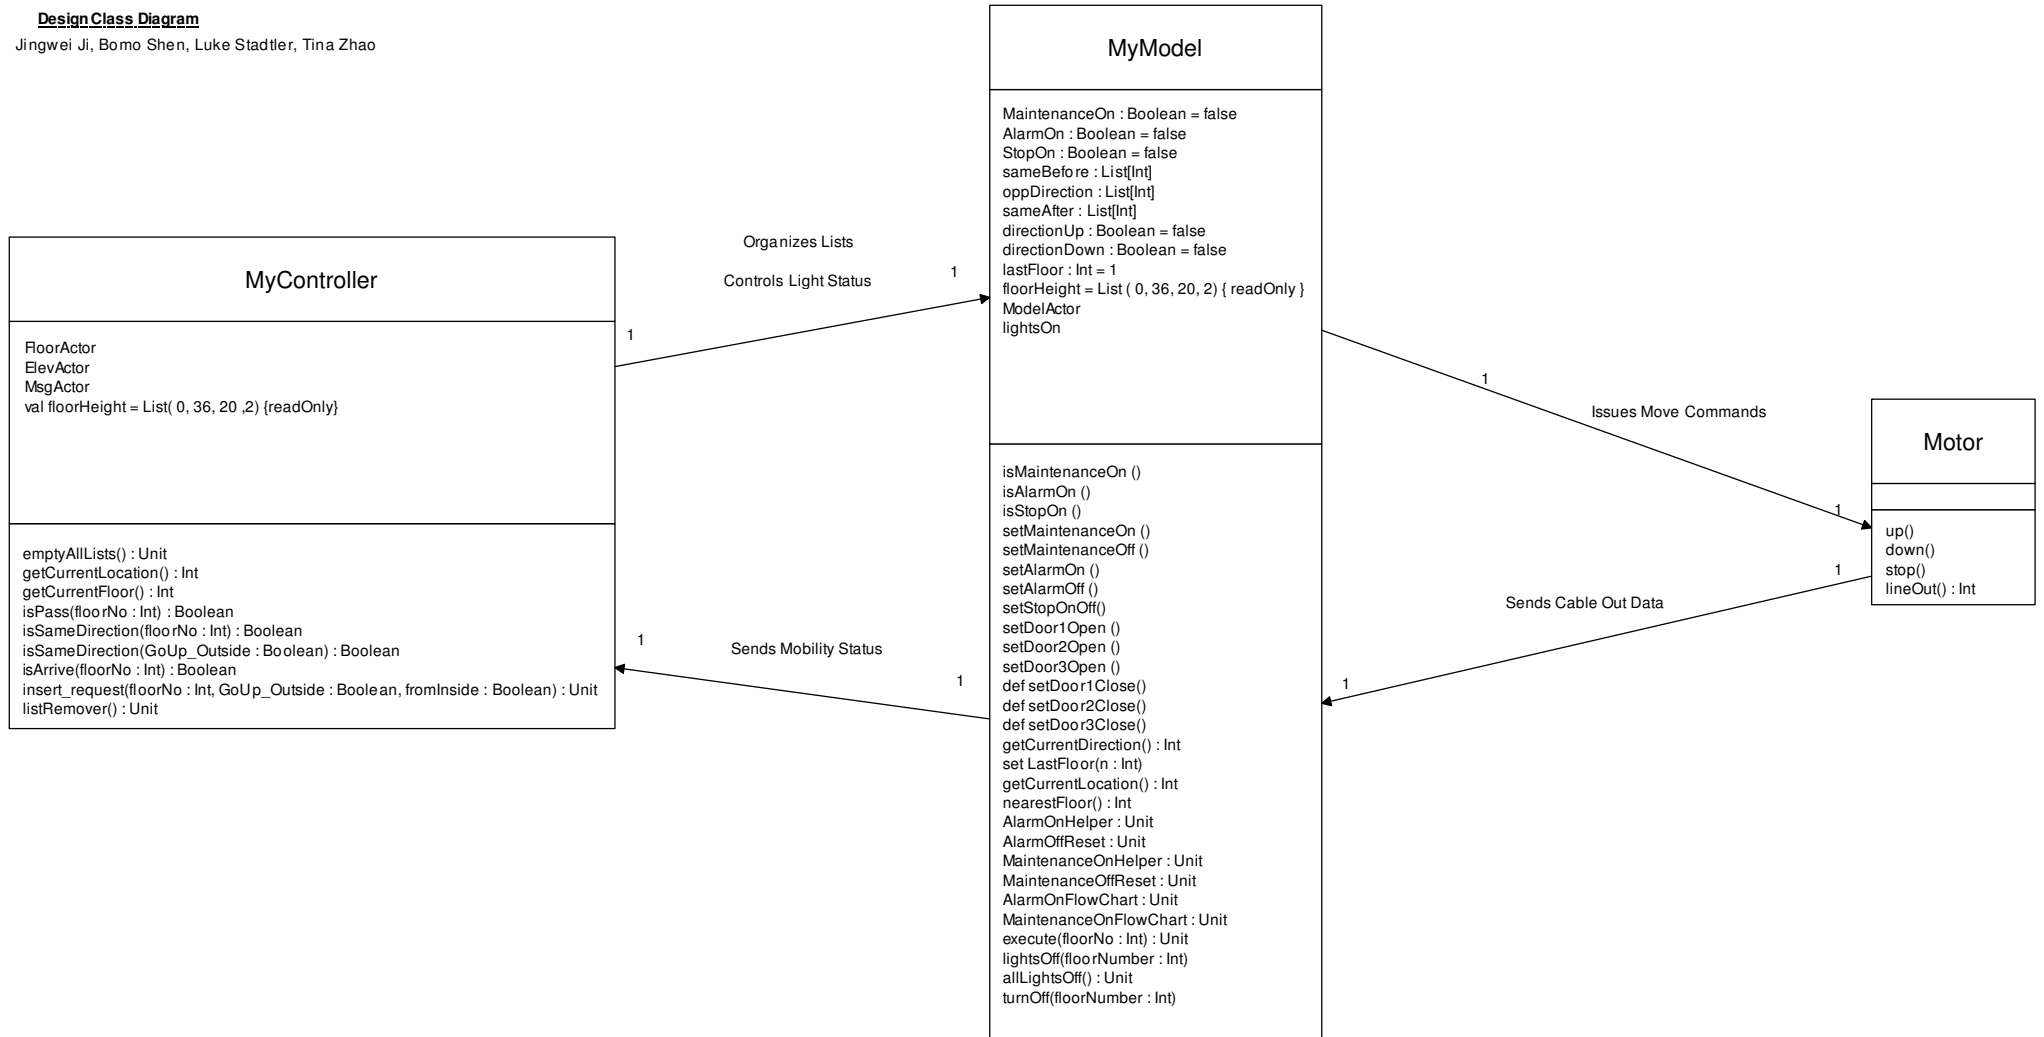 Design Class Diagram
Jingwei Ji, Bomo Shen, Luke Stadtler, Tina Zhao
MyController
FloorActor
ElevActor
MsgActor
val floorHeight = List( 0, 36, 20 ,2) {readOnly}
emptyAllLists() : Unit
getCurrentLocation() : Int
getCurrentFloor() : Int
isPass(floorNo : Int) : Boolean
isSameDirection(floorNo : Int) : Boolean
isSameDirection(GoUp_Outside : Boolean) : Boolean
isArrive(floorNo : Int) : Boolean
insert_request(floorNo : Int, GoUp_Outside : Boolean, fromInside : Boolean) : Unit
listRemover() : Unit
Organizes Lists
Controls Light Status
1
1
Sends Mobility Status
1
1
MyModel
MaintenanceOn : Boolean = false
AlarmOn : Boolean = false
StopOn : Boolean = false
sameBefore : List[Int]
oppDirection : List[Int]
sameAfter : List[Int]
directionUp : Boolean = false
directionDown : Boolean = false
lastFloor : Int = 1
floorHeight = List ( 0, 36, 20, 2) { readOnly }
ModelActor
lightsOn
isMaintenanceOn ()
isAlarmOn ()
isStopOn ()
setMaintenanceOn ()
setMaintenanceOff ()
setAlarmOn ()
setAlarmOff ()
setStopOnOff()
setDoor1Open ()
setDoor2Open ()
setDoor3Open ()
def setDoor1Close()
def setDoor2Close()
def setDoor3Close()
getCurrentDirection() : Int
set LastFloor(n : Int)
getCurrentLocation() : Int
nearestFloor() : Int
AlarmOnHelper : Unit
AlarmOffReset : Unit
MaintenanceOnHelper : Unit
MaintenanceOffReset : Unit
AlarmOnFlowChart : Unit
MaintenanceOnFlowChart : Unit
execute(floorNo : Int) : Unit
lightsOff(floorNumber : Int)
allLightsOff() : Unit
turnOff(floorNumber : Int)
1
Issues Move Commands
1
1
Sends Cable Out Data
1
Motor
up()
down()
stop()
lineOut() : Int